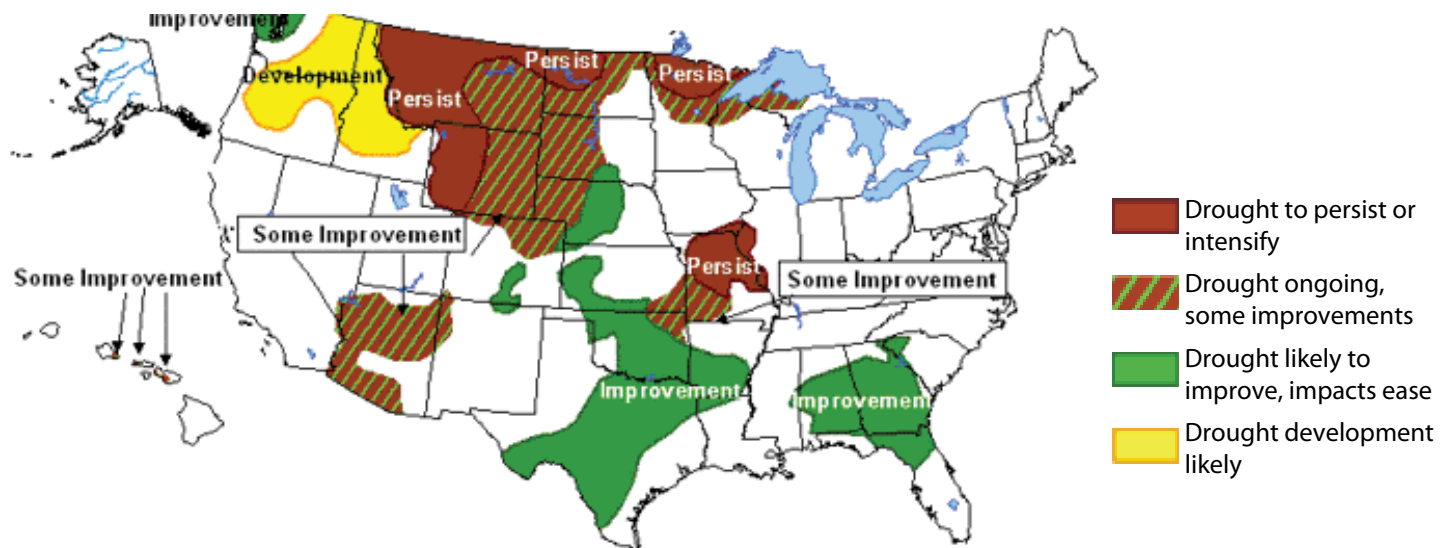 Improvement
Development
Persist
Persist
Persist
Some Improvement
Persist
Some Improvement
Some Improvement
Improvement
Improvement
Drought to persist or
intensify
Drought ongoing,
some improvements
Drought likely to
improve, impacts ease
Drought development
likely